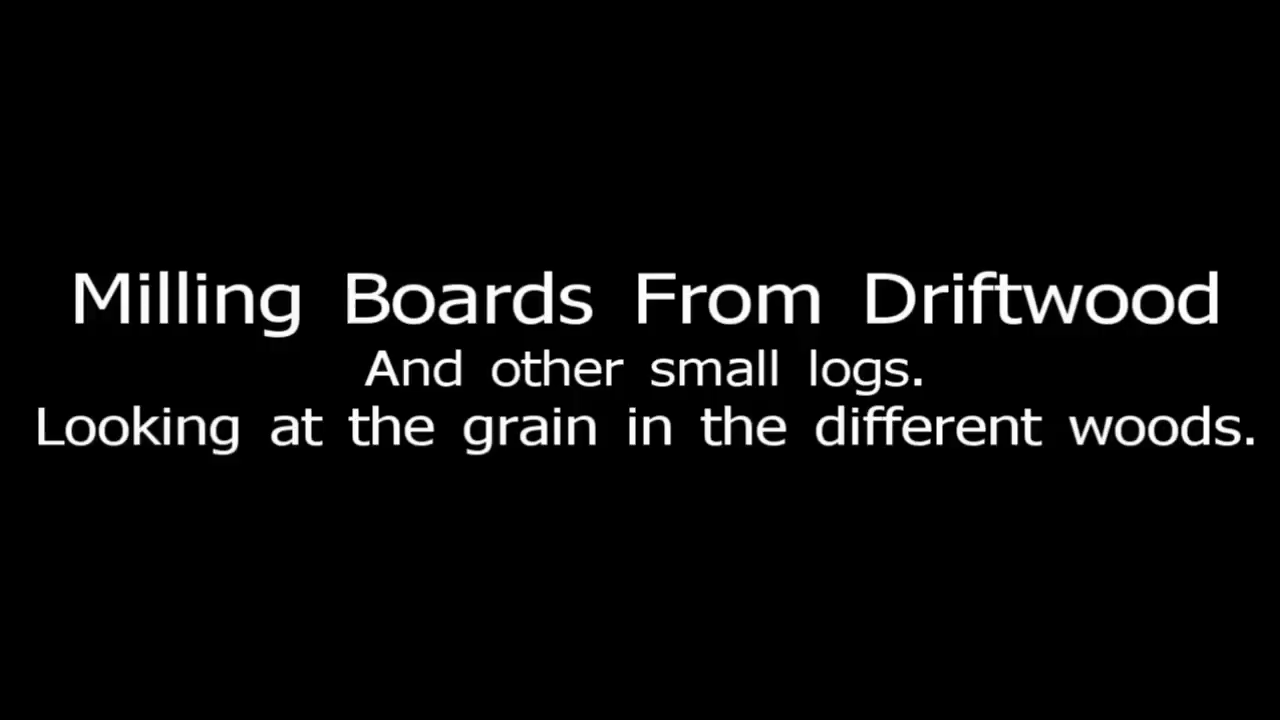 Milling Boards From Driftwood
And other small logs.
Looking at the grain in the different woods.